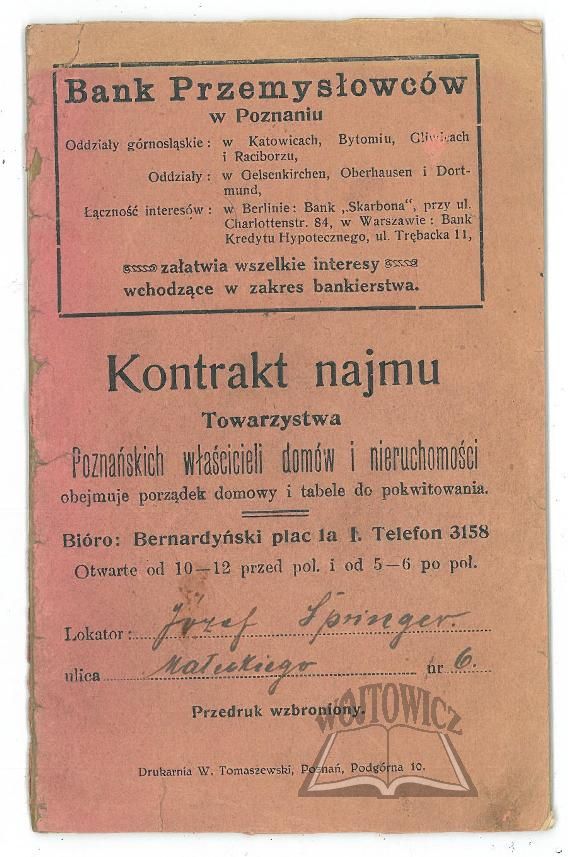 Bank Przemysłowców
w Poznaniu
Oddziały górnośląskie : w Katowicach, Bytomiu, Gliwicach
i Raciborzu,
Oddziały : w Gelsenkirchen, Oberhausen i Dort-
mund,
Łączność interesów : w Berlinie : Bank „Skarbona", przy ul.
Charlottenstr. 84, w Warszawie : Bank
Kredytu Hypotecznego, ul. Trębacka 11,
załatwia wszelkie interesy
wchodzące w zakres bankierstwa.
Kontrakt najmu
Towarzystwa
Poznańskich właścicieli domów i nieruchomości
obejmuje porządek domowy i tabele do pokwitowania.
Bióro: Bernardyński plac 1a I. Telefon 3158
Otwarte od 10—12 przed poł. i od 5—6 po poł.
Lokator : Józef Springer.
ulica Małeckiego nr 6.
Przedruk wzbroniony.
WÓJTOWICZ
Drukarnia W. Tomaszewski, Poznań, Podgórna 10.